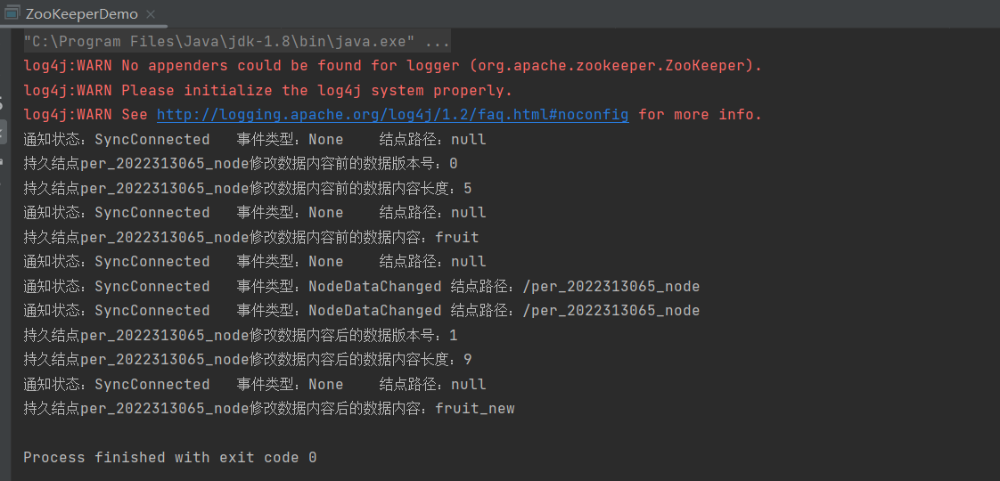 ZooKeeperDemo
"C:\Program Files\Java\jdk-1.8\bin\java.exe" ...
log4j:WARN No appenders could be found for logger (org.apache.zookeeper.ZooKeeper).
log4j:WARN Please initialize the log4j system properly.
log4j:WARN See http://logging.apache.org/log4j/1.2/faq.html#noconfig for more info.
通知状态：SyncConnected   事件类型：None    结点路径：null
持久结点per_2022313065_node修改数据内容前的数据版本号：0
持久结点per_2022313065_node修改数据内容前的数据内容长度：5
通知状态：SyncConnected   事件类型：None    结点路径：null
持久结点per_2022313065_node修改数据内容前的数据内容：fruit
通知状态：SyncConnected   事件类型：None    结点路径：null
通知状态：SyncConnected   事件类型：NodeDataChanged 结点路径：/per_2022313065_node
通知状态：SyncConnected   事件类型：NodeDataChanged 结点路径：/per_2022313065_node
持久结点per_2022313065_node修改数据内容后的数据版本号：1
持久结点per_2022313065_node修改数据内容后的数据内容长度：9
通知状态：SyncConnected   事件类型：None    结点路径：null
持久结点per_2022313065_node修改数据内容后的数据内容：fruit_new
Process finished with exit code 0